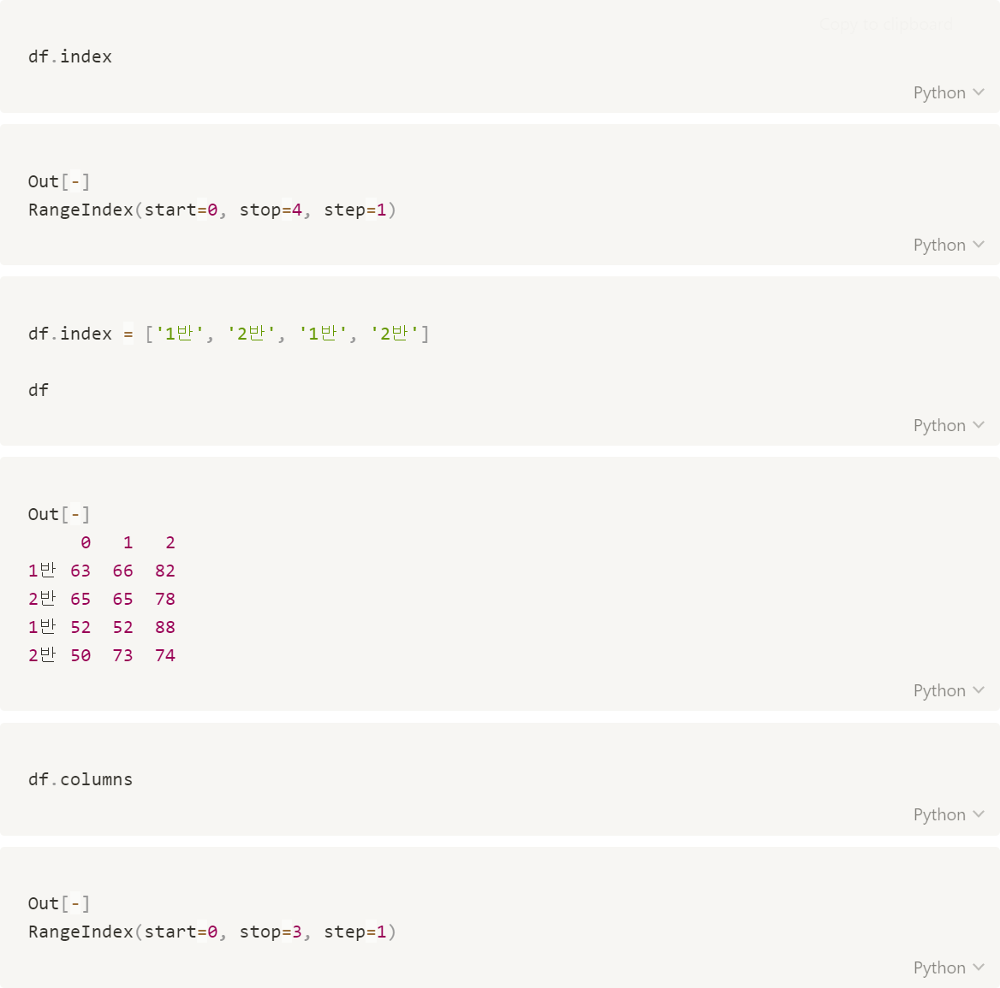 Copy to clipboard
df.index
Python
Out[-]
RangeIndex(start=0, stop=4, step=1)
Python
df.index = ['1반', '2반', '1반', '2반']
df
Python
Out[-]
0 1 2
1반 63 66 82
2반 65 65 78
1반 52 52 88
2반 50 73 74
Python
df.columns
Python
Out[-]
RangeIndex(start=0, stop=3, step=1)
Python